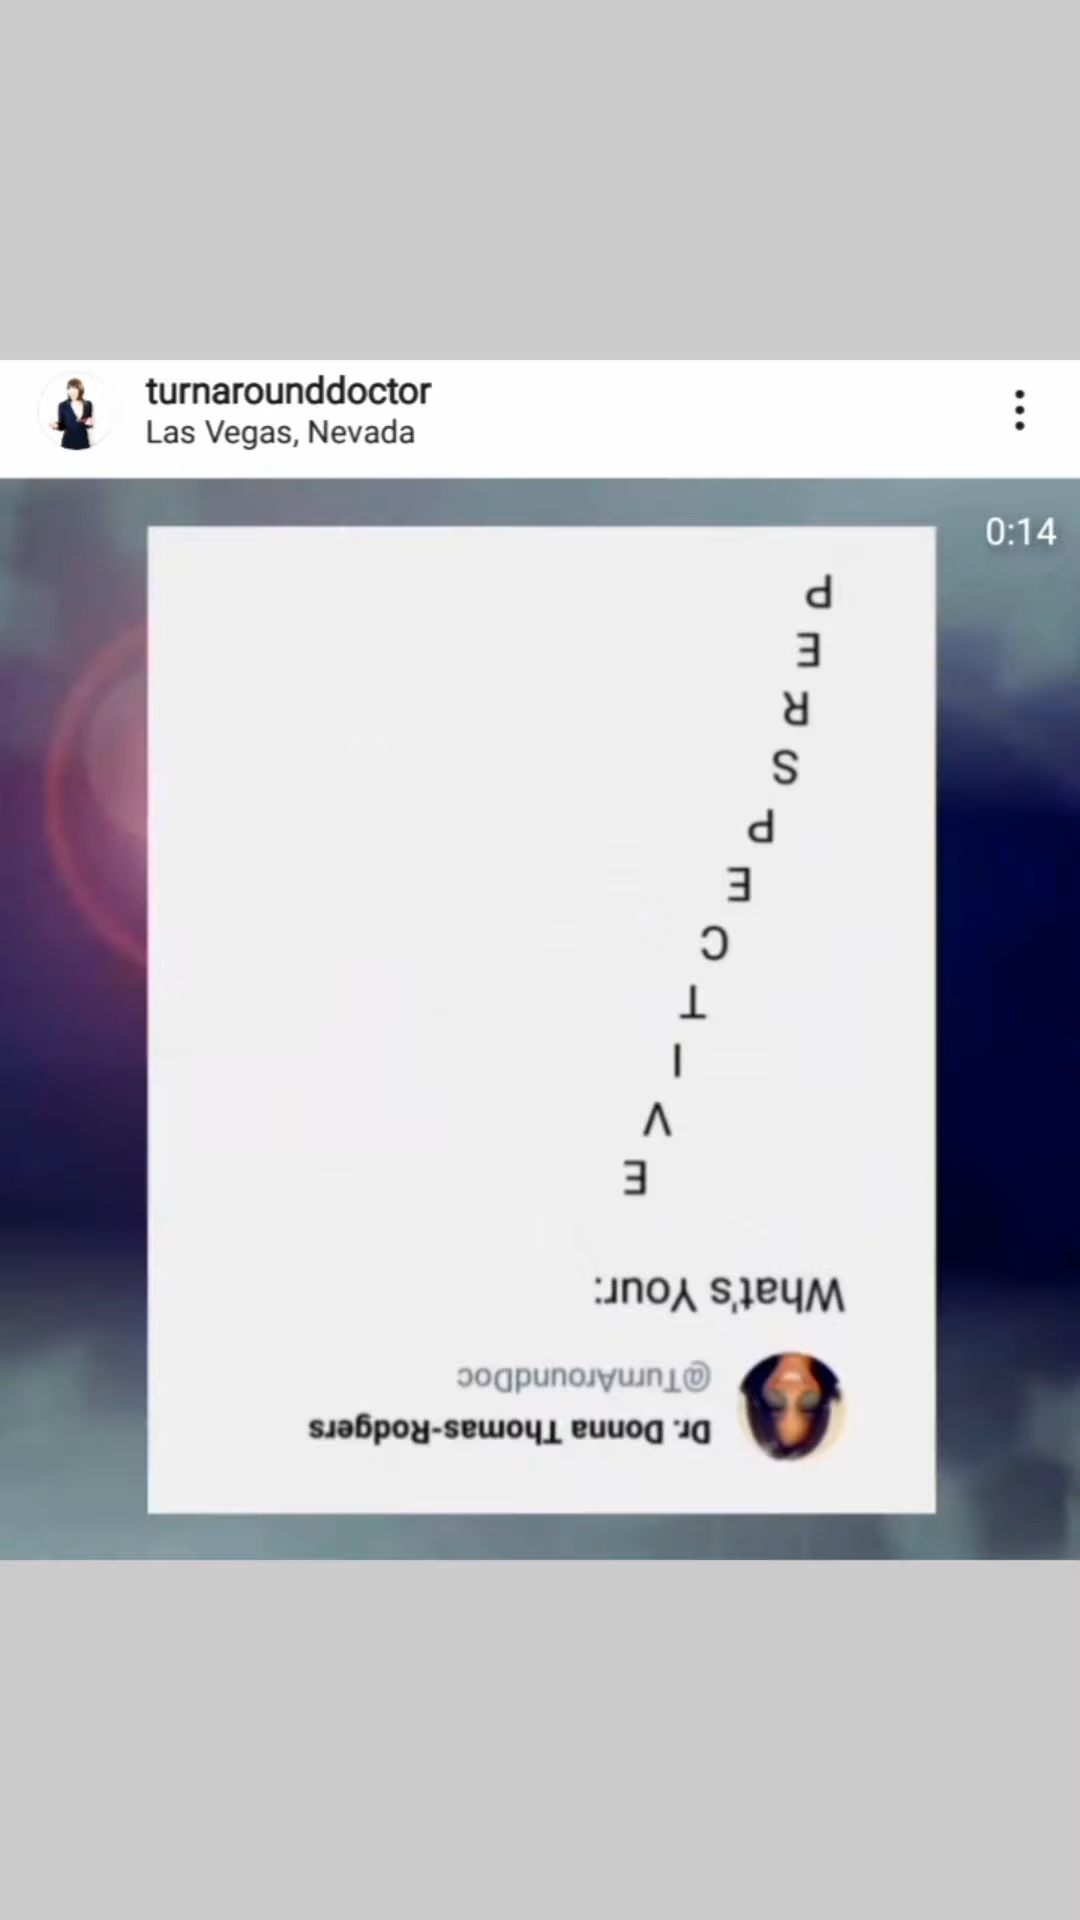 turnarounddoctor
Las Vegas, Nevada
0:14
Dr. Donna Thomas-Rodgers
@TurnAroundDoc
What's Your:
E
V
I
T
C
E
P
S
R
E
P